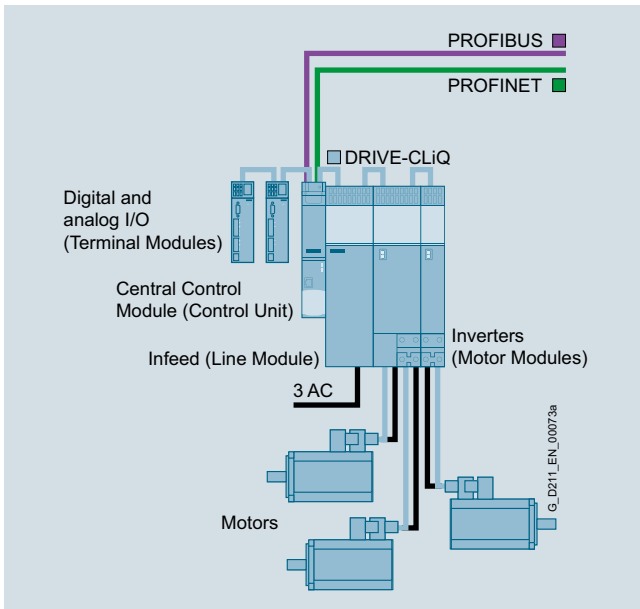 PROFIBUS
PROFINET
DRIVE-CLiQ
Digital and
analog I/O
(Terminal Modules)
Central Control
Module (Control Unit)
Infeed (Line Module)
Inverters
(Motor Modules)
3 AC
Motors
G_D211_EN_00073a